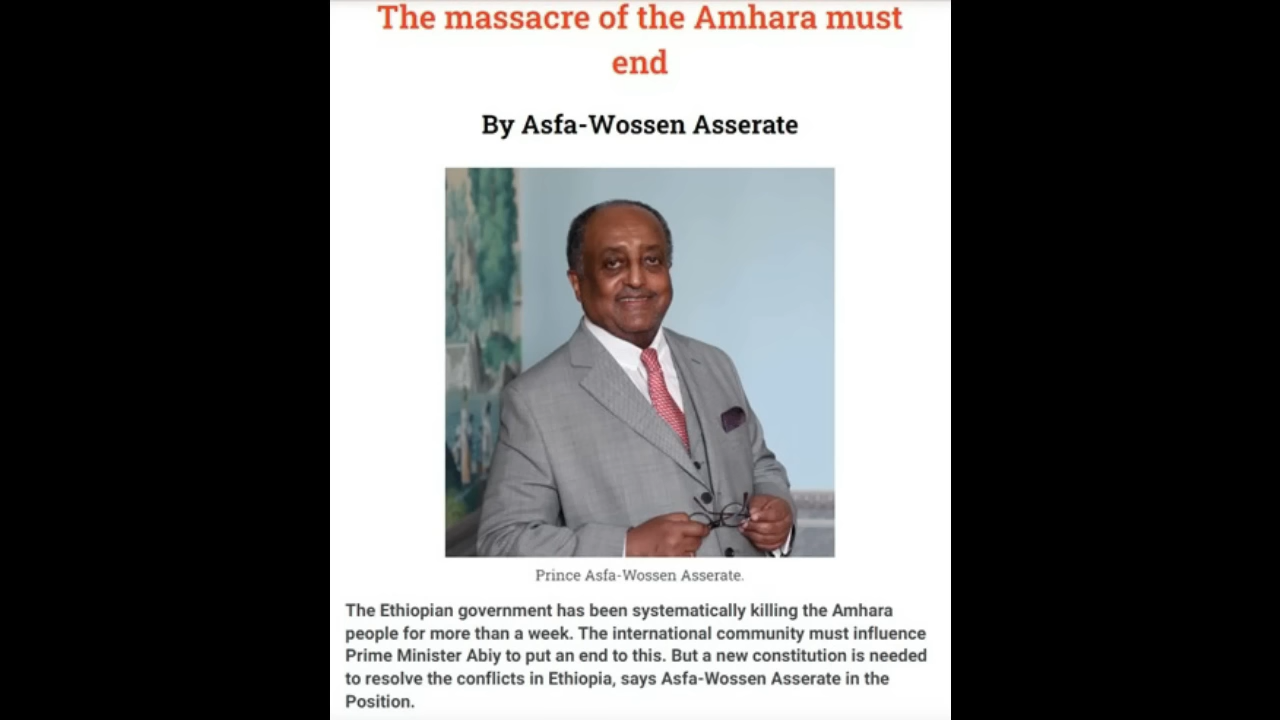 The massacre of the Amhara must
end
By Asfa-Wossen Asserate
Prince Asfa-Wossen Asserate.
The Ethiopian government has been systematically killing the Amhara
people for more than a week. The international community must influence
Prime Minister Abiy to put an end to this. But a new constitution is needed
to resolve the conflicts in Ethiopia, says Asfa-Wossen Asserate in the
Position.